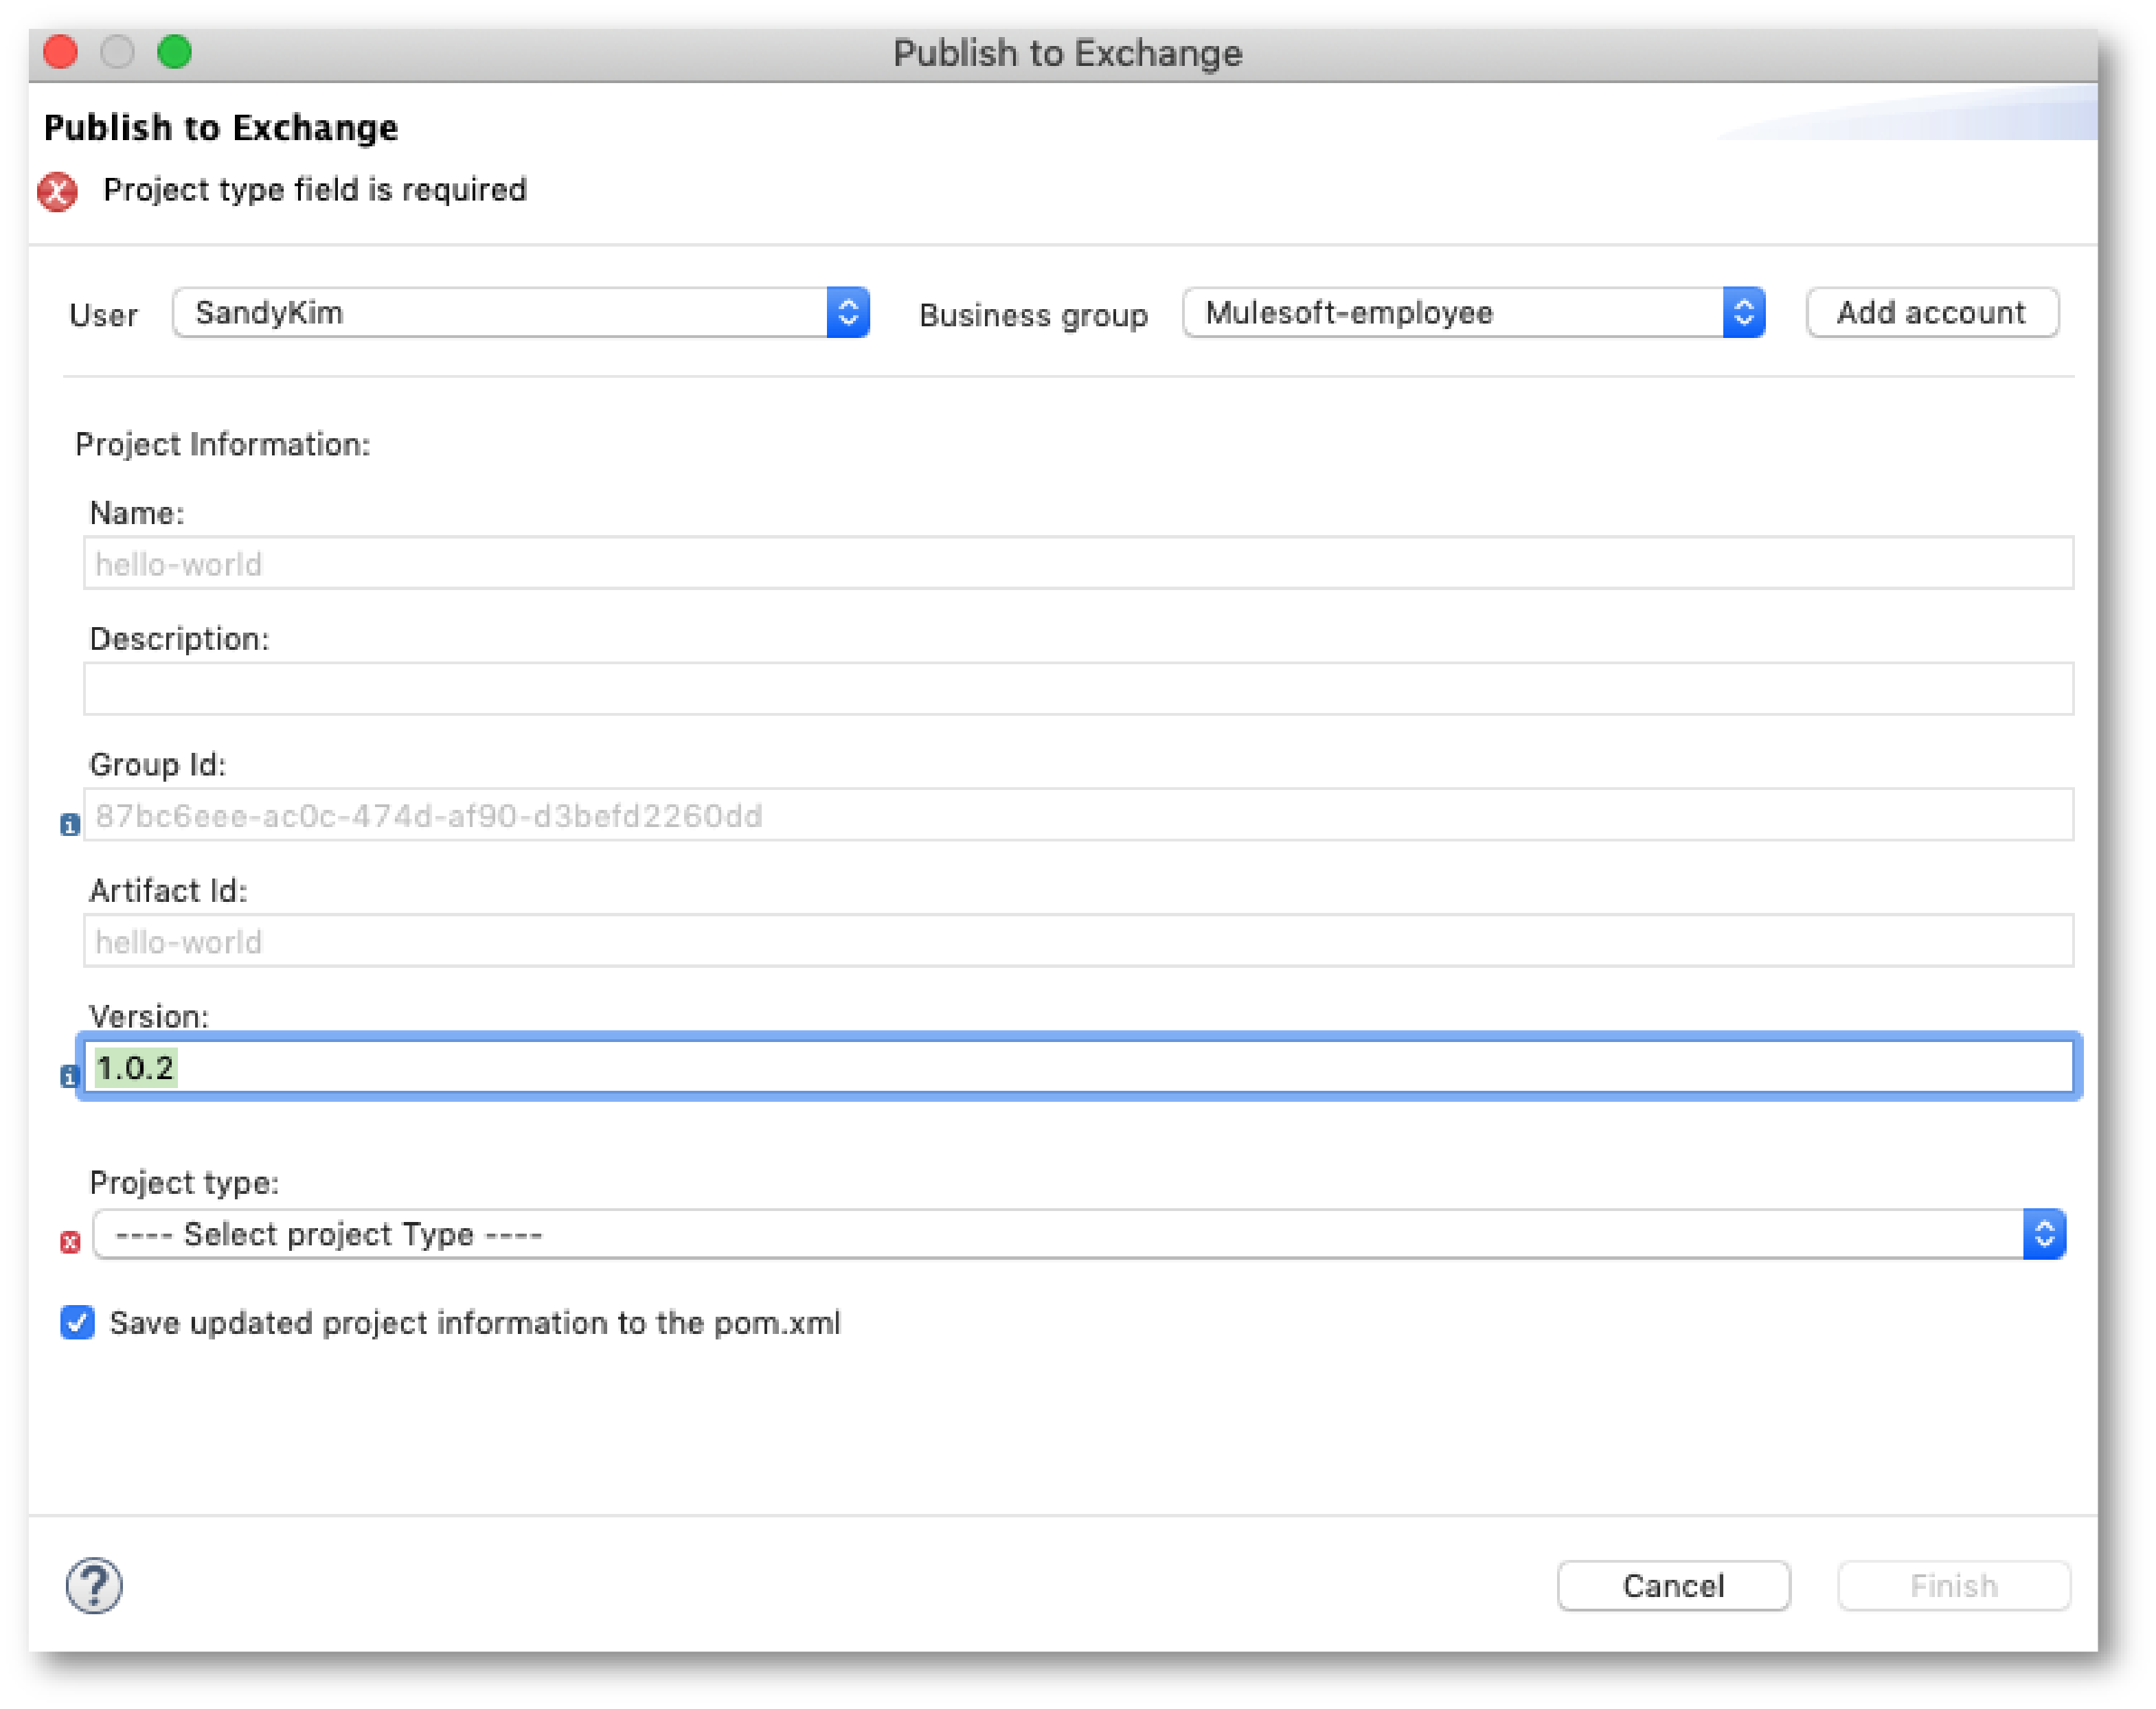 Publish to Exchange
Publish to Exchange
Project type field is required
User SandyKim Business group Mulesoft-employee Add account
Project Information:
Name:
hello-world
Description:
Group Id:
87bc6eee-ac0c-474d-af90-d3befd2260dd
Artifact Id:
hello-world
Version:
1.0.2
Project type:
---- Select project Type ----
Save updated project information to the pom.xml
? Cancel Finish